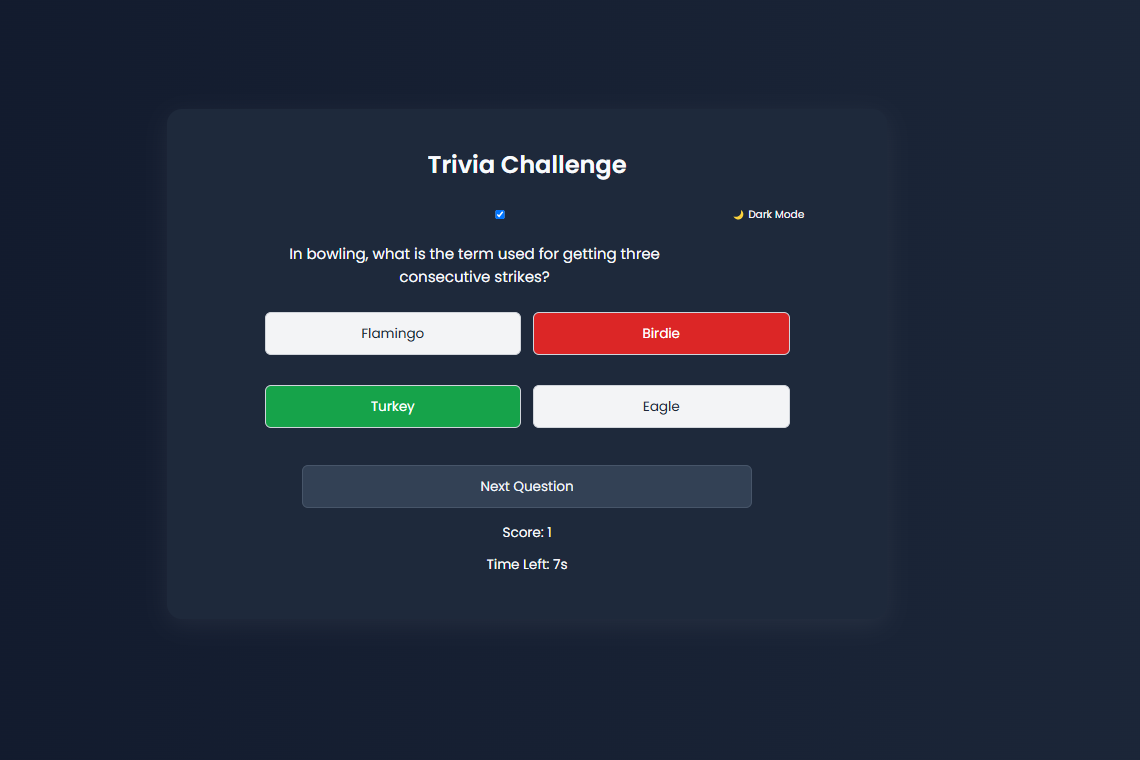 Trivia Challenge
🌙 Dark Mode
In bowling, what is the term used for getting three
consecutive strikes?
Flamingo
Birdie
Turkey
Eagle
Next Question
Score: 1
Time Left: 7s